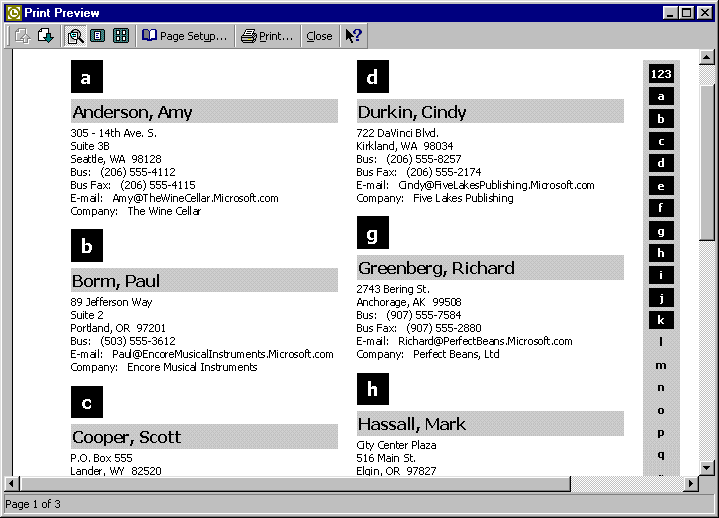 Print Preview
Page Setup... Print... Close
a
Anderson, Amy
305 - 14th Ave. S.
Suite 3B
Seattle, WA 98128
Bus: (206) 555-4112
Bus Fax: (206) 555-4115
E-mail: Amy@TheWineCellar.Microsoft.com
Company: The Wine Cellar
b
Borm, Paul
89 Jefferson Way
Suite 2
Portland, OR 97201
Bus: (503) 555-3612
E-mail: Paul@EncoreMusicalInstruments.Microsoft.com
Company: Encore Musical Instruments
c
Cooper, Scott
P.O. Box 555
Lander, WY 82520
d
Durkin, Cindy
722 DaVinci Blvd.
Kirkland, WA 98034
Bus: (206) 555-8257
Bus Fax: (206) 555-2174
E-mail: Cindy@FiveLakesPublishing.Microsoft.com
Company: Five Lakes Publishing
g
Greenberg, Richard
2743 Bering St.
Anchorage, AK 99508
Bus: (907) 555-7584
Bus Fax: (907) 555-2880
E-mail: Richard@PerfectBeans.Microsoft.com
Company: Perfect Beans, Ltd
h
Hassall, Mark
City Center Plaza
516 Main St.
Elgin, OR 97827
123
a
b
c
d
e
f
g
h
i
j
k
l
m
n
o
p
q
Page 1 of 3